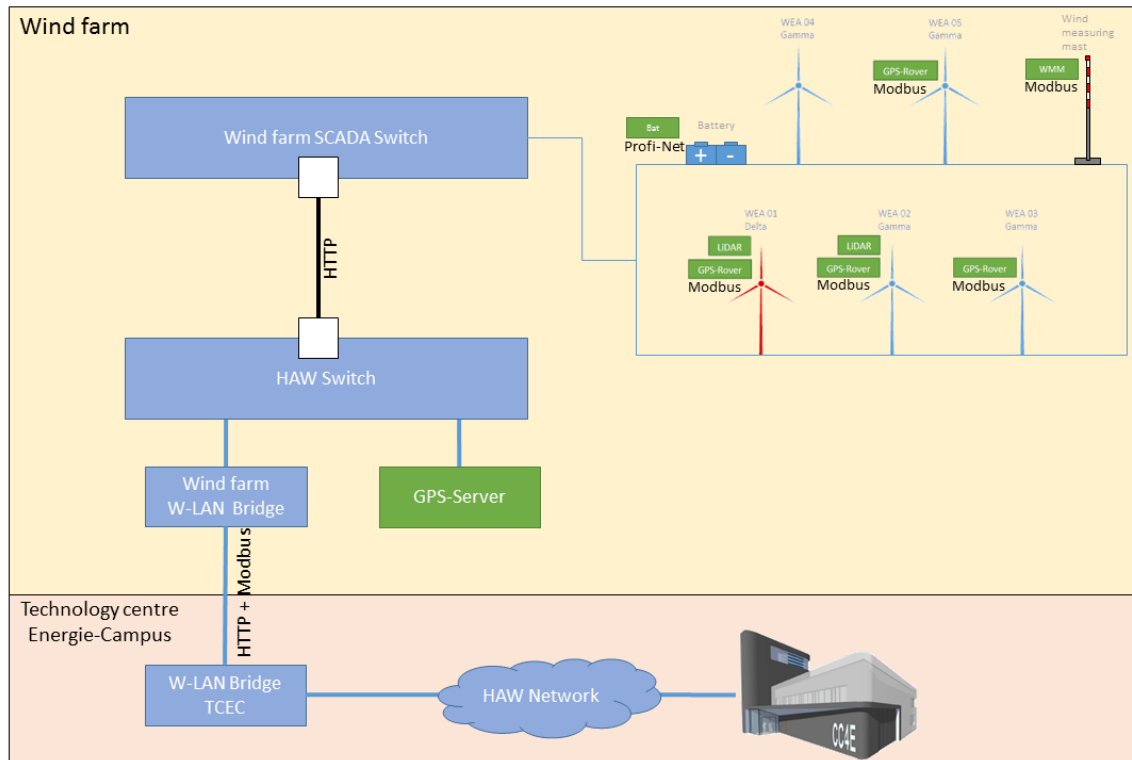 Wind farm
WEA 04
Gamma
WEA 05
Gamma
Wind
measuring
mast
GPS-Rover
Modbus
WMM
Modbus
Wind farm SCADA Switch
Bat
Profi-Net
Battery
+ -
HTTP
WEA 01
Delta
WEA 02
Gamma
WEA 03
Gamma
LiDAR
GPS-Rover
Modbus
LiDAR
GPS-Rover
Modbus
GPS-Rover
Modbus
HAW Switch
Wind farm
W-LAN Bridge
GPS-Server
HTTP + Modbus
Technology centre
Energie-Campus
W-LAN Bridge
TCEC
HAW Network
CC4E